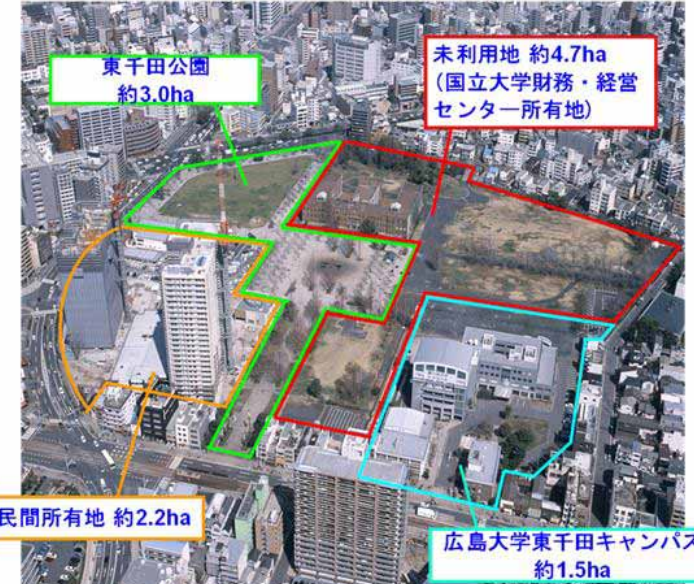 東千田公園
約3.0ha
未利用地 約4.7ha
(国立大学財務・経営
センター所有地)
民間所有地 約2.2ha
広島大学東千田キャンパス
約1.5ha